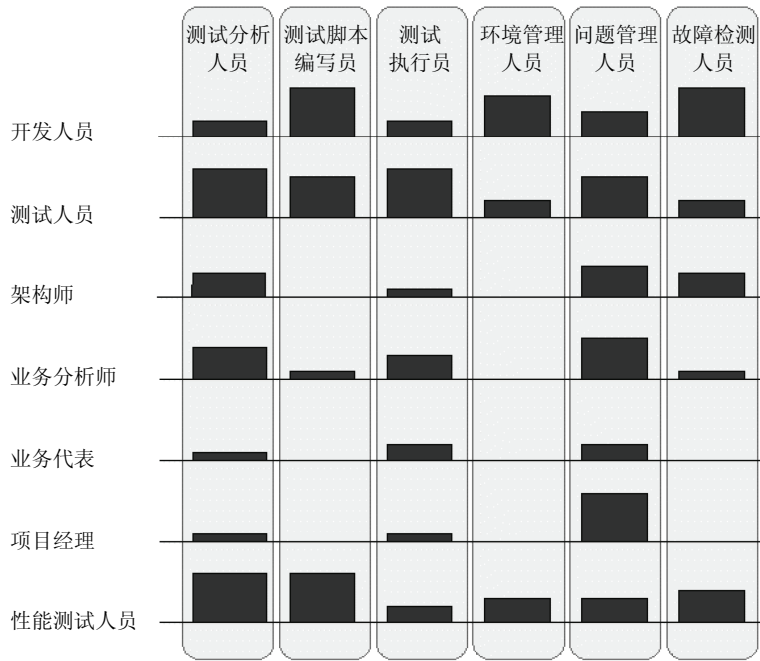 测试分析
人员
测试脚本
编写员
测试
执行员
环境管理
人员
问题管理
人员
故障检测
人员
开发人员
测试人员
架构师
业务分析师
业务代表
项目经理
性能测试人员